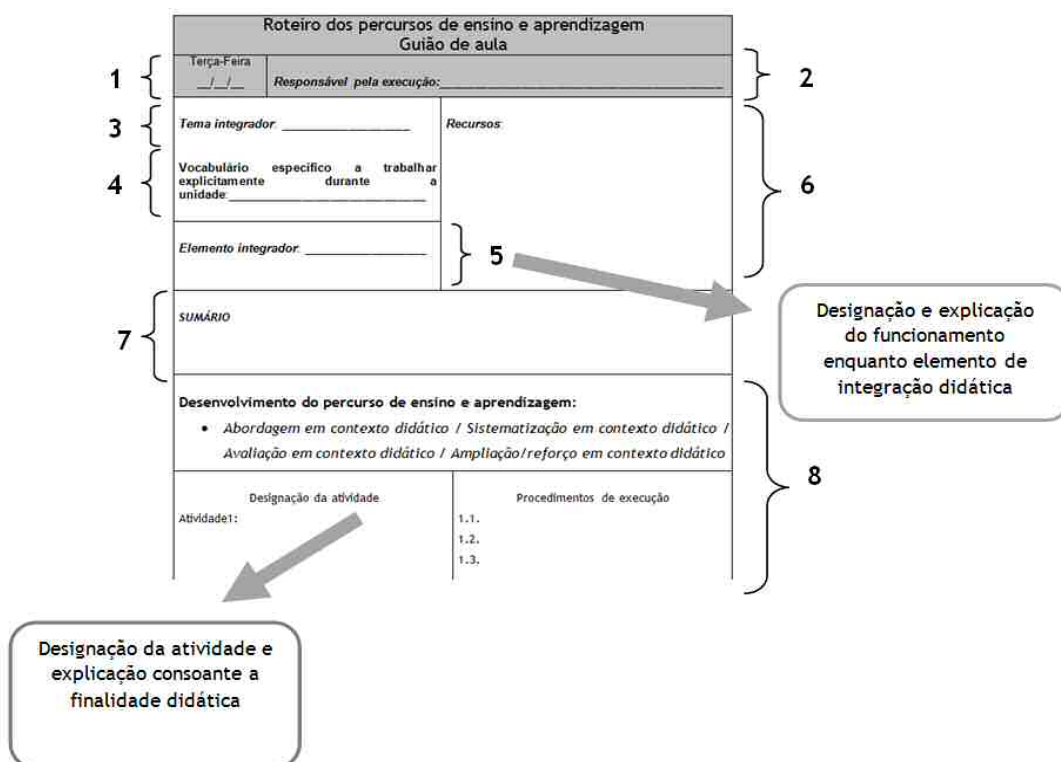 Roteiro dos percursos de ensino e aprendizagem
Guião de aula
1
Terça-Feira
__/__/__
Responsável pela execução:______________________________________________
2
3
Tema integrador: ___________________
Recursos:
4
Vocabulário específico a trabalhar
explicitamente durante a
unidade:_____________________________
6
Elemento integrador: __________________
5
Designação e explicação
do funcionamento
enquanto elemento de
integração didática
7
SUMÁRIO
Desenvolvimento do percurso de ensino e aprendizagem:
• Abordagem em contexto didático / Sistematização em contexto didático /
Avaliação em contexto didático / Ampliação/reforço em contexto didático
8
Designação da atividade
Procedimentos de execução
Atividade1:
1.1.
1.2.
1.3.
Designação da atividade e
explicação consoante a
finalidade didática